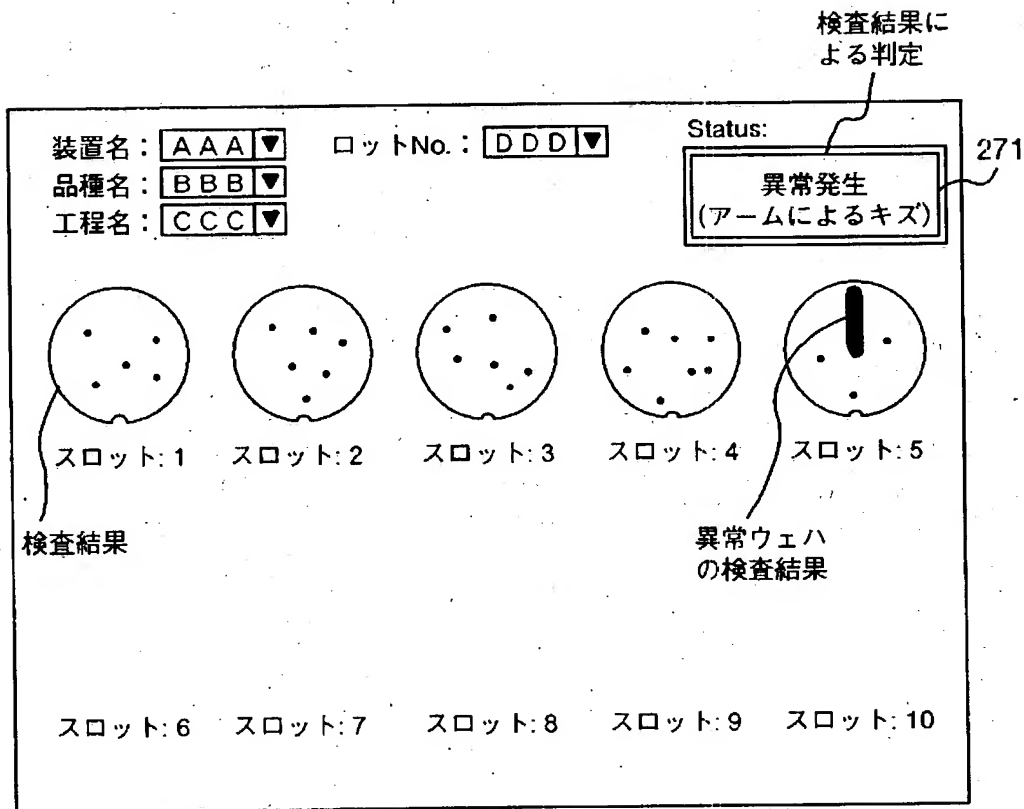 検査結果に
よる判定
装置名：AAA▼ ロットNo.：DDD▼ Status:
271
品種名：BBB▼
異常発生
(アームによるキズ)
工程名：CCC▼
スロット: 1 スロット: 2 スロット: 3 スロット: 4 スロット: 5
検査結果
異常ウェハ
の検査結果
スロット: 6 スロット: 7 スロット: 8 スロット: 9 スロット: 10